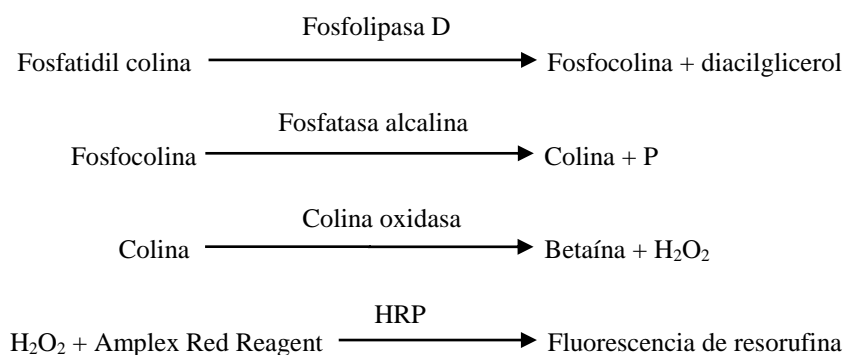 Fosfolipasa D
Fosfatidil colina Fosfocolina + diacilglicerol
Fosfatasa alcalina
Fosfocolina Colina + P
Colina oxidasa
Colina Betaína + H₂O₂
HRP
H₂O₂ + Amplex Red Reagent Fluorescencia de resorufina